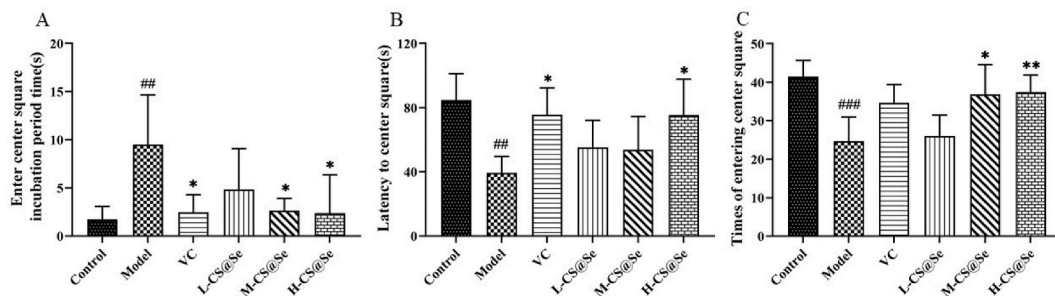 A
Enter center square
incubation period time(s)
20
15
10
5
0
##
*
*
*
Control
Model
VC
L-CS@Se
M-CS@Se
H-CS@Se
B
Latency to center square(s)
120
80
40
0
##
*
*
Control
Model
VC
L-CS@Se
M-CS@Se
H-CS@Se
C
Times of entering center square
50
40
30
20
10
0
###
*
**
Control
Model
VC
L-CS@Se
M-CS@Se
H-CS@Se